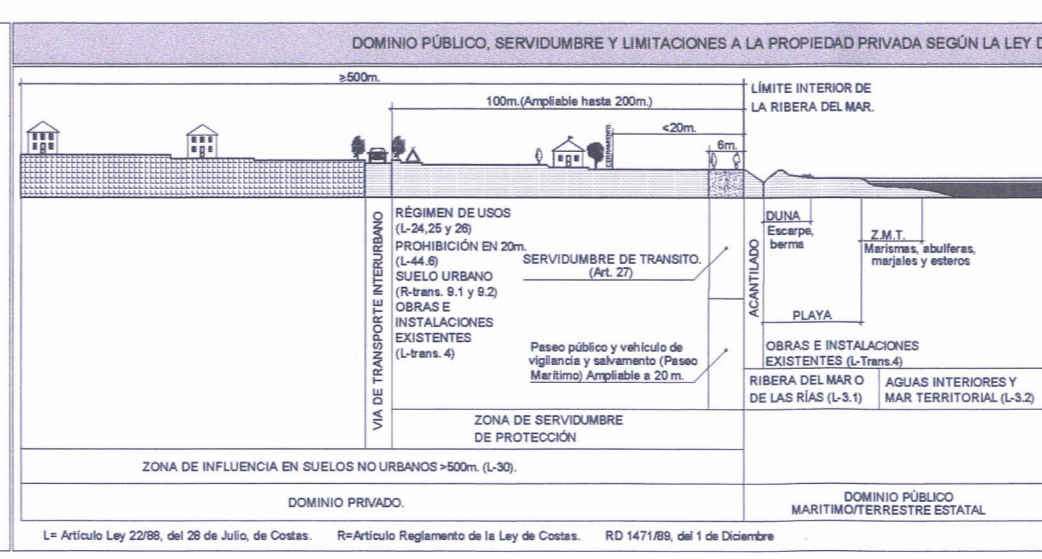 DOMINIO PÚBLICO, SERVIDUMBRE Y LIMITACIONES A LA PROPIEDAD PRIVADA SEGÚN LA LEY D
≥500m.
LÍMITE INTERIOR DE
LA RIBERA DEL MAR.
100m.(Ampliable hasta 200m.)
<20m.
6m.
CERRAMIENTO.
VIA DE TRANSPORTE INTERURBANO
RÉGIMEN DE USOS
(L-24,25 y 26)
PROHIBICIÓN EN 20m.
(L-44.6)
SUELO URBANO
(R-trans. 9.1 y 9.2)
OBRAS E
INSTALACIONES
EXISTENTES
(L-trans. 4)
SERVIDUMBRE DE TRANSITO.
(Art. 27)
Paseo público y vehículo de
vigilancia y salvamento (Paseo
Marítimo) Ampliable a 20 m.
ACANTILADO
DUNA
Escarpe,
berma
Z.M.T.
Marismas, abulferas,
marjales y esteros
PLAYA
OBRAS E INSTALACIONES
EXISTENTES (L-Trans.4)
RIBERA DEL MAR O
DE LAS RÍAS (L-3.1)
AGUAS INTERIORES Y
MAR TERRITORIAL (L-3.2)
ZONA DE SERVIDUMBRE
DE PROTECCIÓN
ZONA DE INFLUENCIA EN SUELOS NO URBANOS >500m. (L-30).
DOMINIO PRIVADO.
DOMINIO PÚBLICO
MARITIMO/TERRESTRE ESTATAL
L= Artículo Ley 22/88, del 28 de Julio, de Costas. R=Artículo Reglamento de la Ley de Costas. RD 1471/89, del 1 de Diciembre